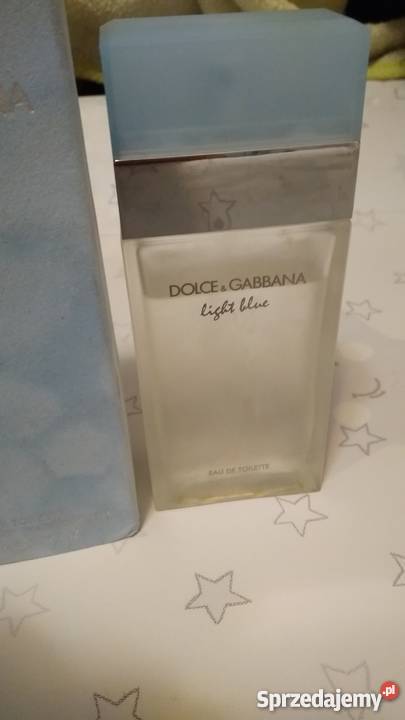 DOLCE & GABBANA
light blue
EAU DE TOILETTE
Sprzedajemy.pl